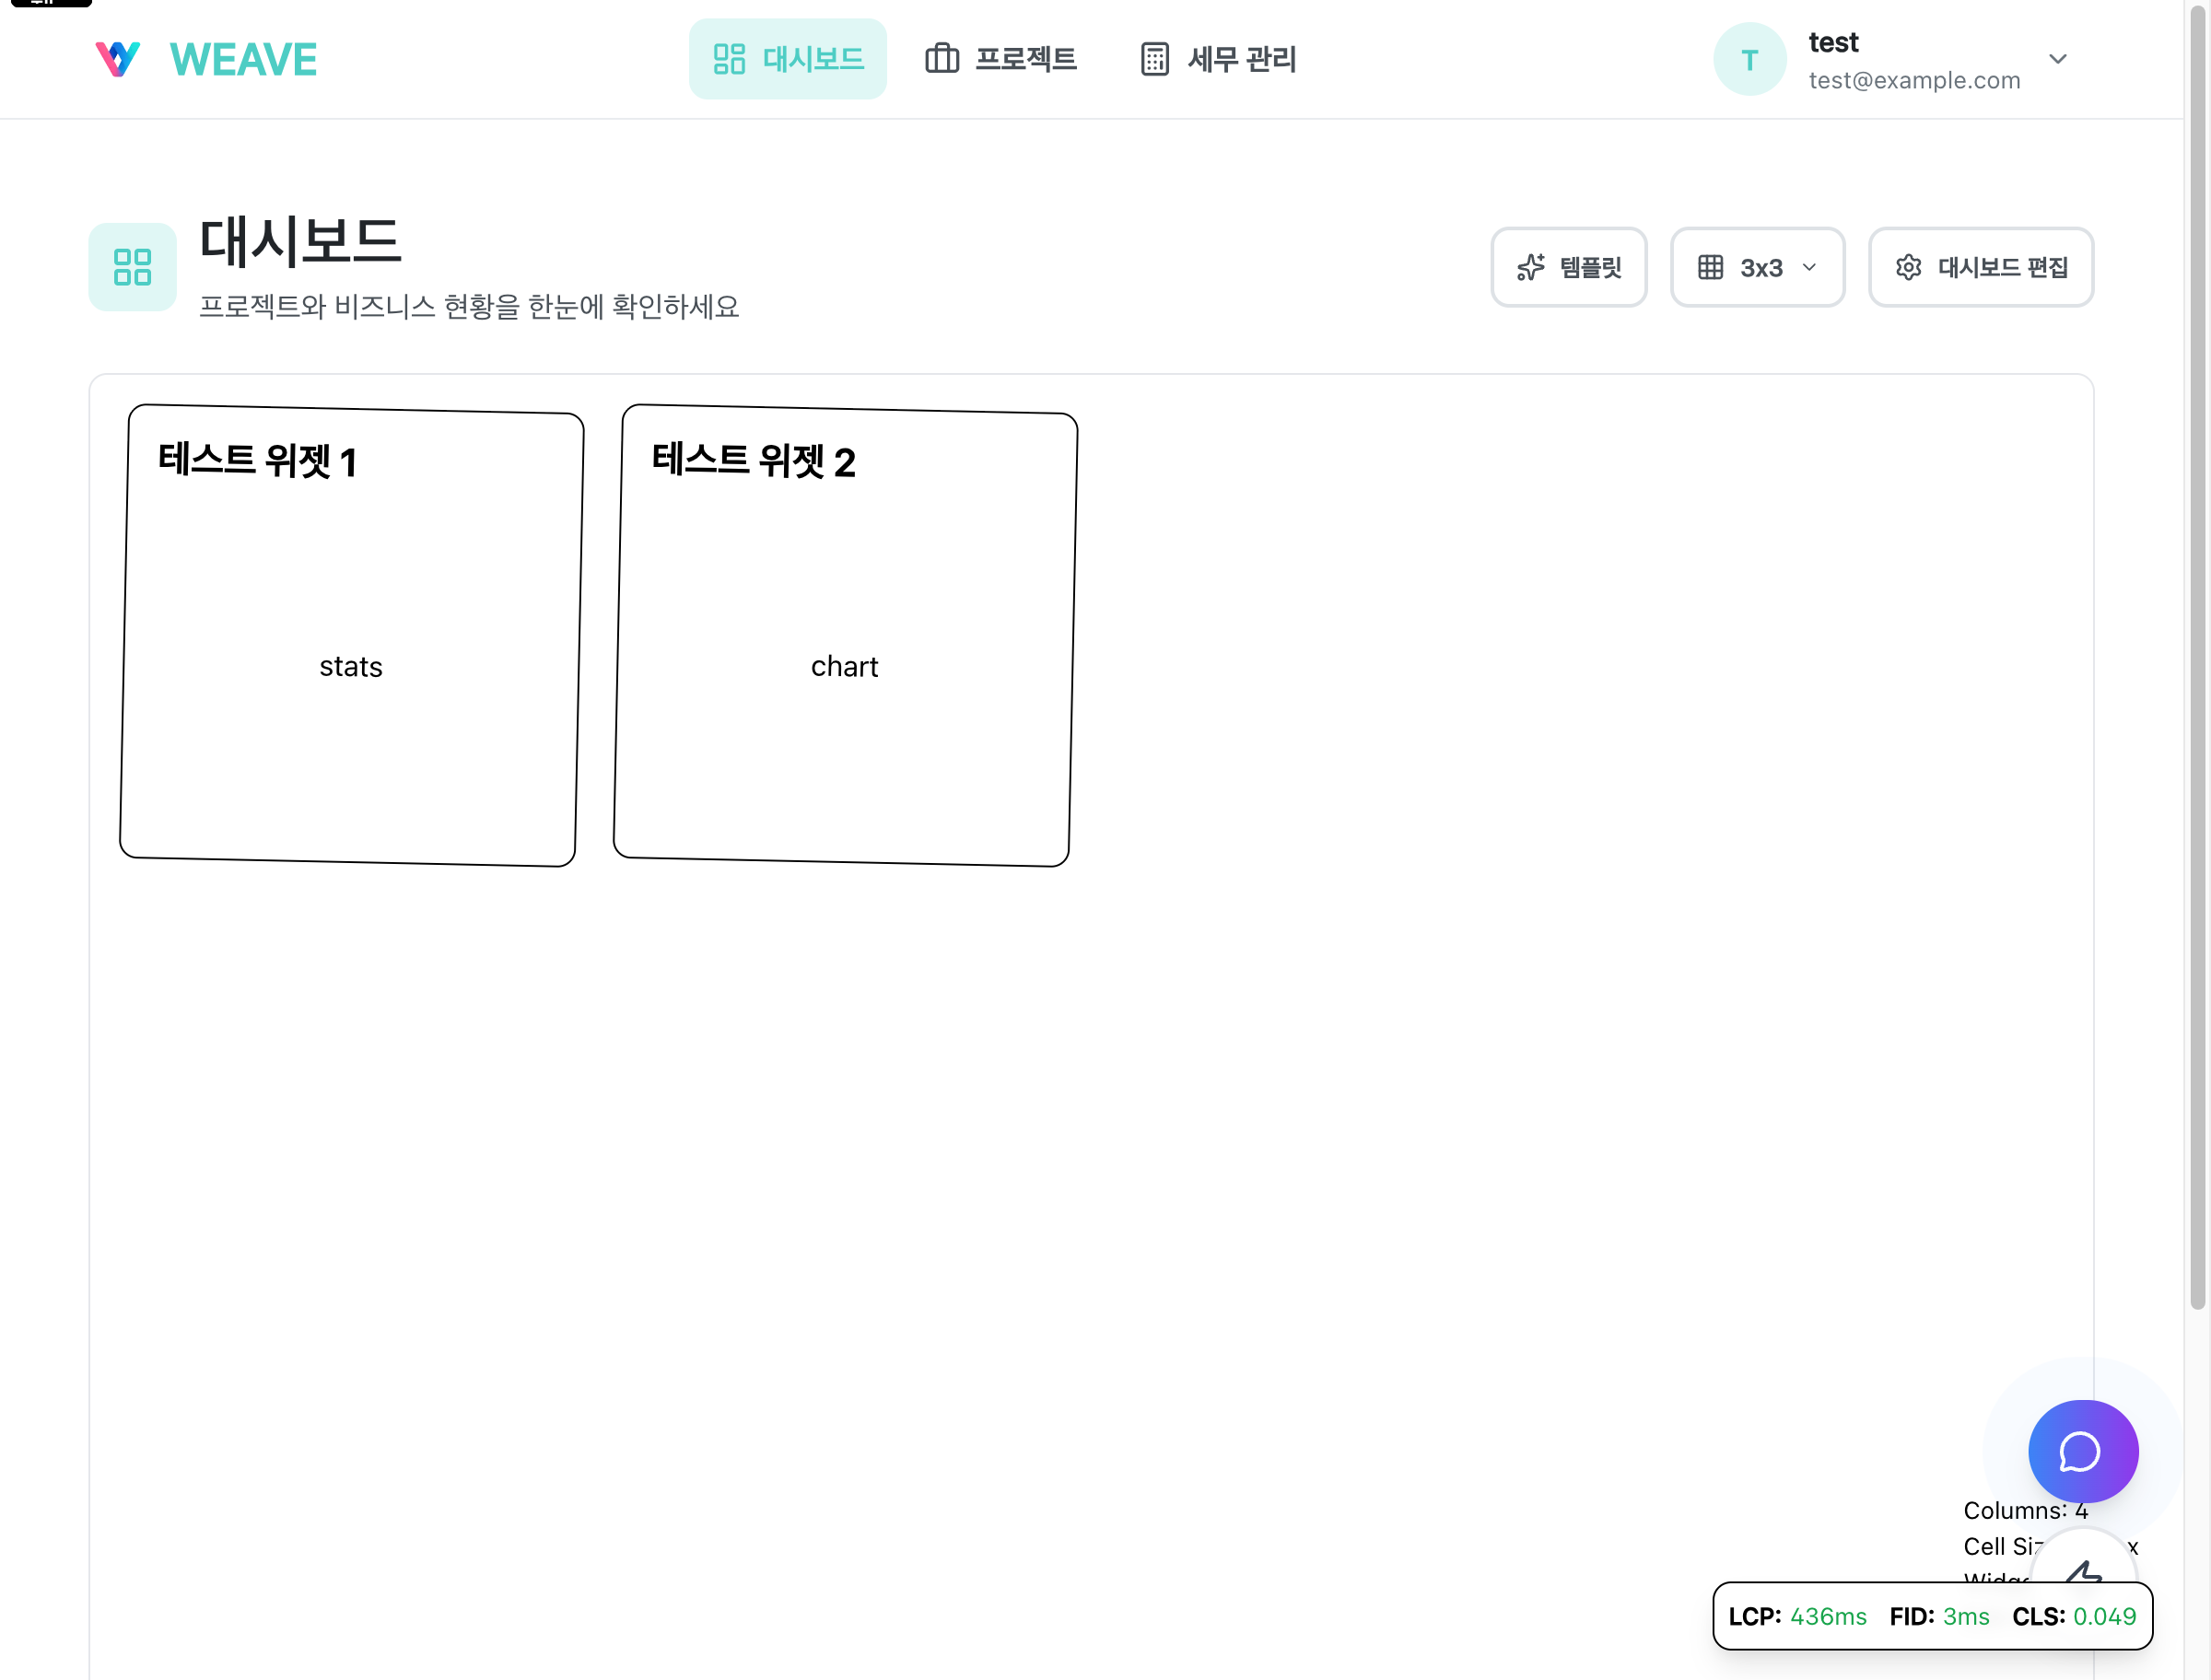 WEAVE
대시보드
프로젝트
세무 관리
T
test
test@example.com
대시보드
프로젝트와 비즈니스 현황을 한눈에 확인하세요
템플릿
3x3
대시보드 편집
테스트 위젯 1
테스트 위젯 2
stats
chart
Columns: 4
Cell
LCP: 436ms FID: 3ms CLS: 0.049